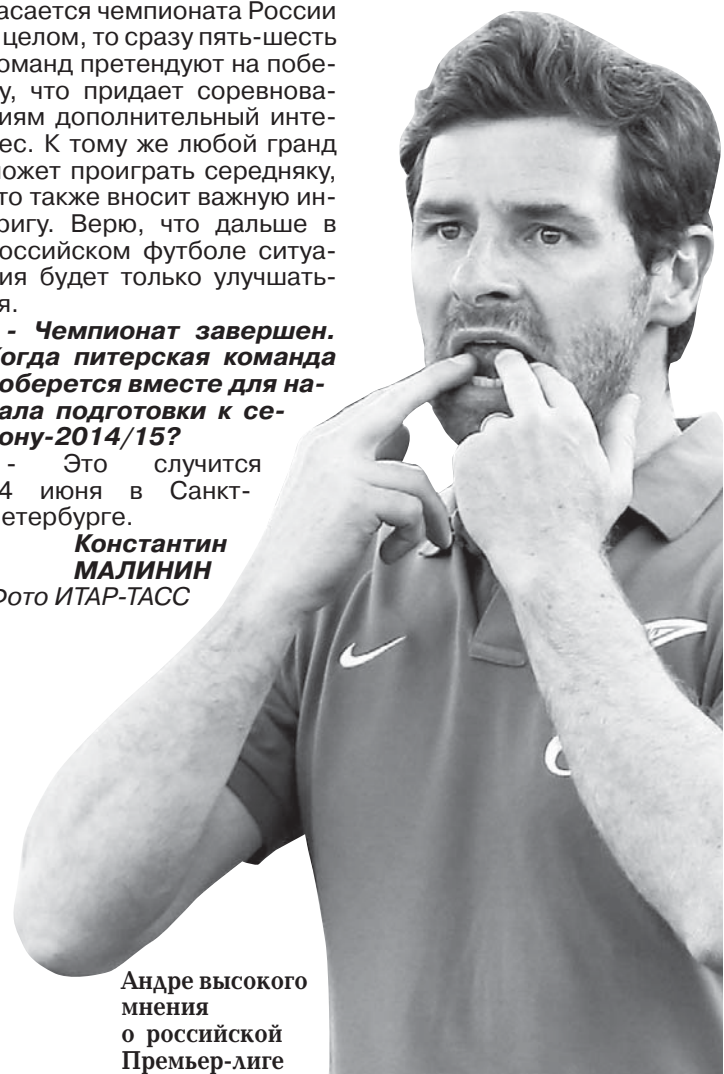 асается чемпионата России
целом, то сразу пять-шесть
оманд претендуют на побе-
у, что придает соревнова-
иям дополнительный инте-
ес. К тому же любой гранд
ожет проиграть середняку,
то также вносит важную ин-
ригу. Верю, что дальше в
оссийском футболе ситуа-
ия будет только улучшать-
я.
- Чемпионат завершен.
Когда питерская команда
оберется вместе для на-
ала подготовки к се-
ону-2014/15?
- Это случится
4 июня в Санкт-
етербурге.
Константин
МАЛИНИН
Фото ИТАР-ТАСС
Андре высокого
мнения
о российской
Премьер-лиге